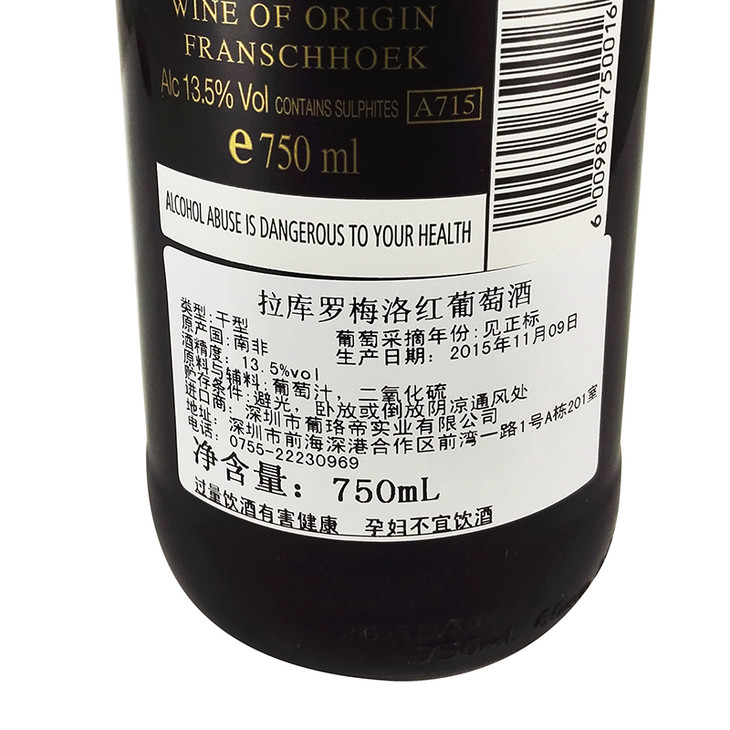 WINE OF ORIGIN
FRANSCHHOEK
Alc 13.5% Vol CONTAINS SULPHITES A715
e 750 ml
ALCOHOL ABUSE IS DANGEROUS TO YOUR HEALTH
6 009804 750016
拉库罗梅洛红葡萄酒
类型:干型
原产国:南非 葡萄采摘年份:见正标
酒精度: 13.5%vol 生产日期: 2015年11月09日
原料与辅料:葡萄汁, 二氧化硫
贮存条件:避光, 卧放或倒放阴凉通风处
进口商: 深圳市葡珞帝实业有限公司
地址: 深圳市前海深港合作区前湾一路1号A栋201室
电话: 0755-22230969
净含量: 750mL
过量饮酒有害健康 孕妇不宜饮酒
750ml